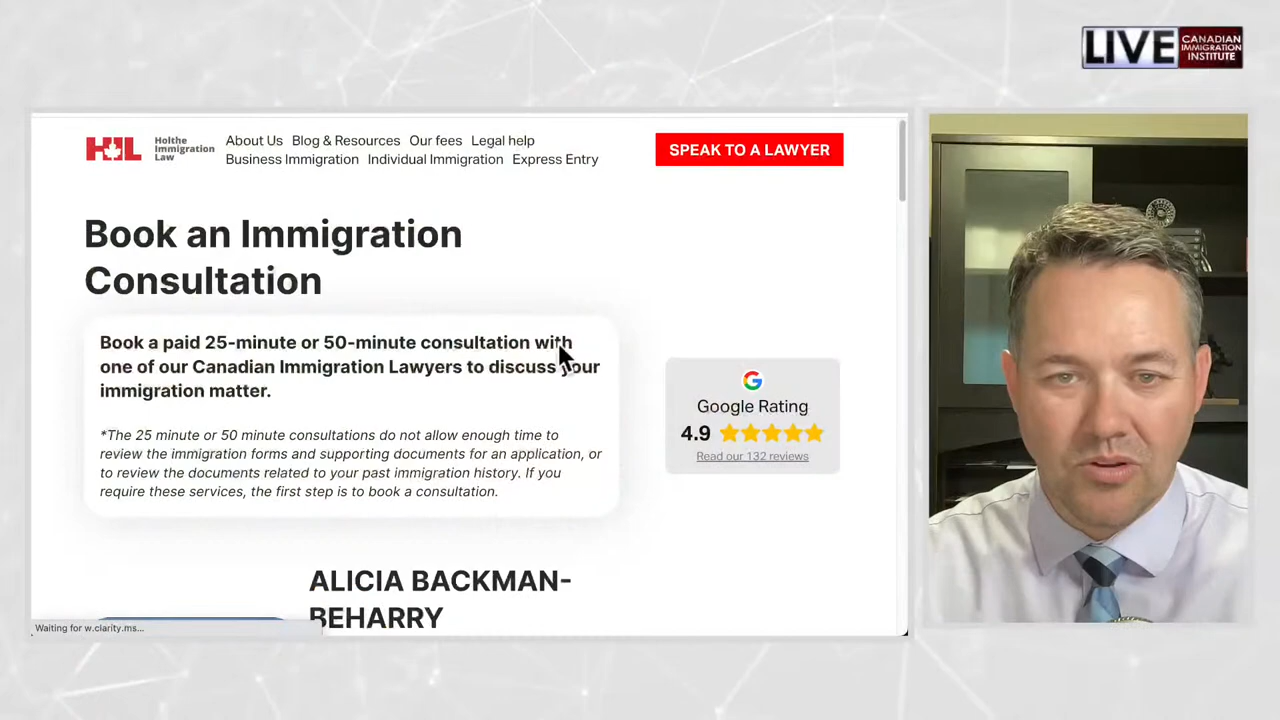 LIVE
CANADIAN
IMMIGRATION
INSTITUTE
HIL
Holthe
Immigration
Law
About Us Blog & Resources Our fees Legal help
Business Immigration Individual Immigration Express Entry
SPEAK TO A LAWYER
Book an Immigration
Consultation
Book a paid 25-minute or 50-minute consultation with
one of our Canadian Immigration Lawyers to discuss your
immigration matter.
*The 25 minute or 50 minute consultations do not allow enough time to
review the immigration forms and supporting documents for an application, or
to review the documents related to your past immigration history. If you
require these services, the first step is to book a consultation.
Google Rating
4.9
Read our 132 reviews
ALICIA BACKMAN-
BEHARRY
Waiting for w.clarity.ms...